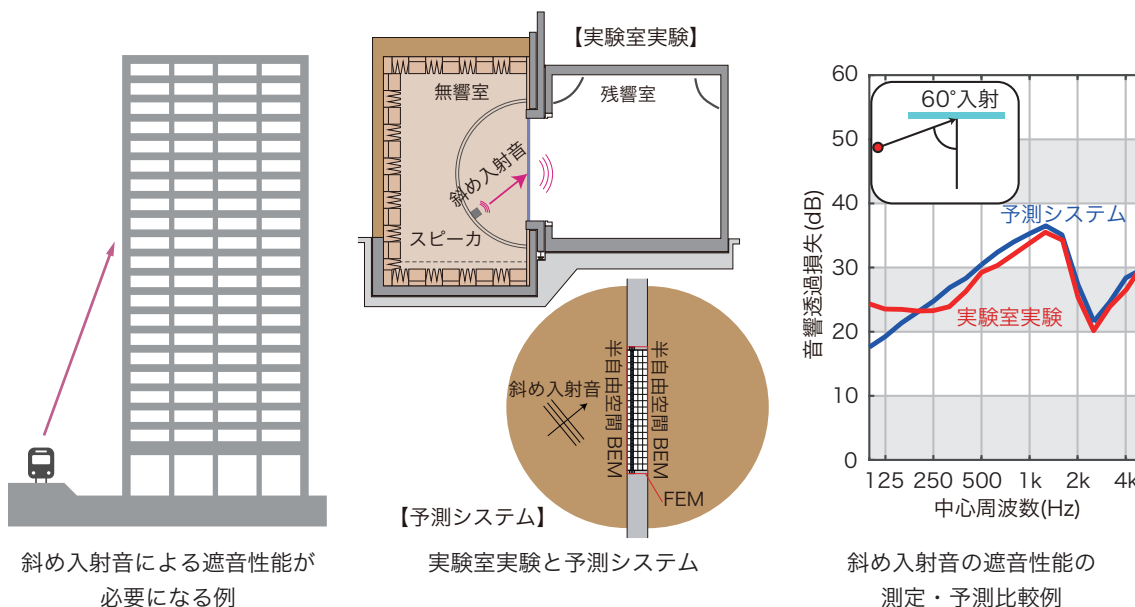 斜め入射音による遮音性能が
必要になる例
【実験室実験】
無響室
残響室
斜め入射音
スピーカ
斜め入射音
半自由空間 BEM
半自由空間 BEM
FEM
【予測システム】
実験室実験と予測システム
60°入射
予測システム
実験室実験
音響透過損失(dB)
60
50
40
30
20
10
0
125 250 500 1k 2k 4k
中心周波数(Hz)
斜め入射音の遮音性能の
測定・予測比較例